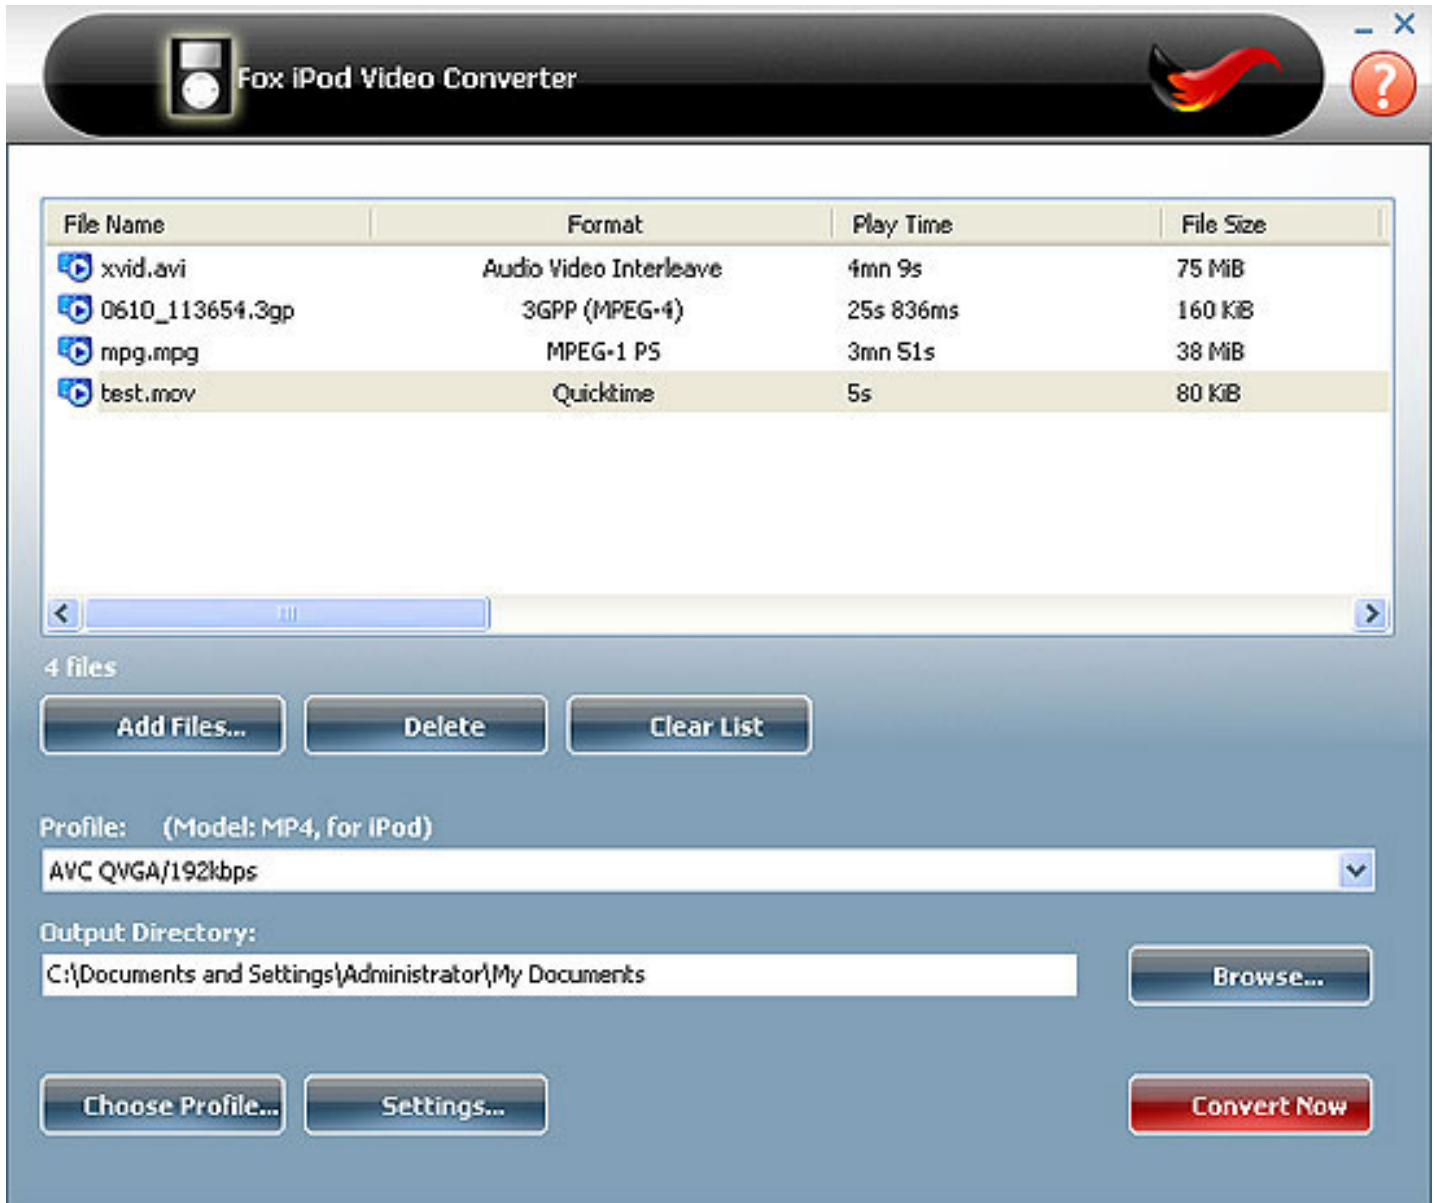 Fox iPod Video Converter
File Name Format Play Time File Size
xvid.avi Audio Video Interleave 4mn 9s 75 MiB
0610_113654.3gp 3GPP (MPEG-4) 25s 836ms 160 KiB
mpg.mpg MPEG-1 PS 3mn 51s 38 MiB
test.mov Quicktime 5s 80 KiB
4 files
Add Files... Delete Clear List
Profile: (Model: MP4, for iPod)
AVC QVGA/192kbps
Output Directory:
C:\Documents and Settings\Administrator\My Documents
Browse...
Choose Profile... Settings... Convert Now